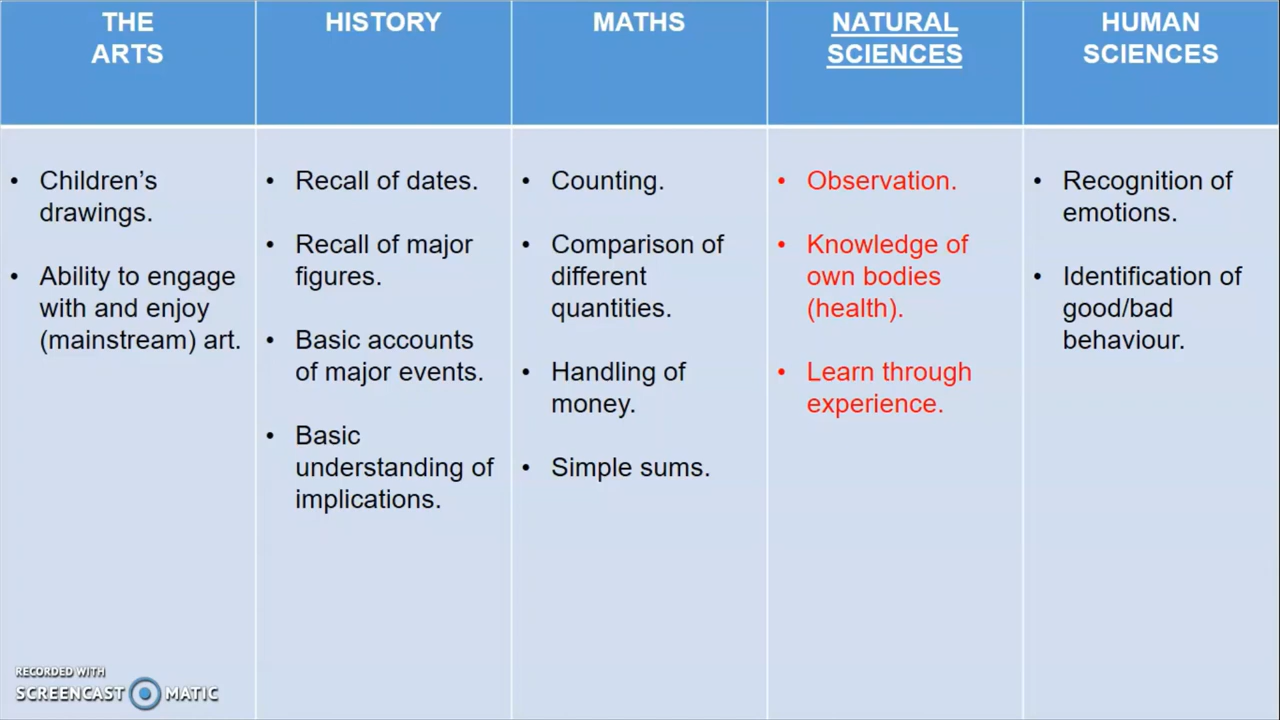 THE
ARTS
HISTORY
MATHS
NATURAL
SCIENCES
HUMAN
SCIENCES
• Children’s
drawings.
• Ability to engage
with and enjoy
(mainstream) art.
• Recall of dates.
• Recall of major
figures.
• Basic accounts
of major events.
• Basic
understanding of
implications.
• Counting.
• Comparison of
different
quantities.
• Handling of
money.
• Simple sums.
• Observation.
• Knowledge of
own bodies
(health).
• Learn through
experience.
• Recognition of
emotions.
• Identification of
good/bad
behaviour.
RECORDED WITH
SCREENCAST MATIC